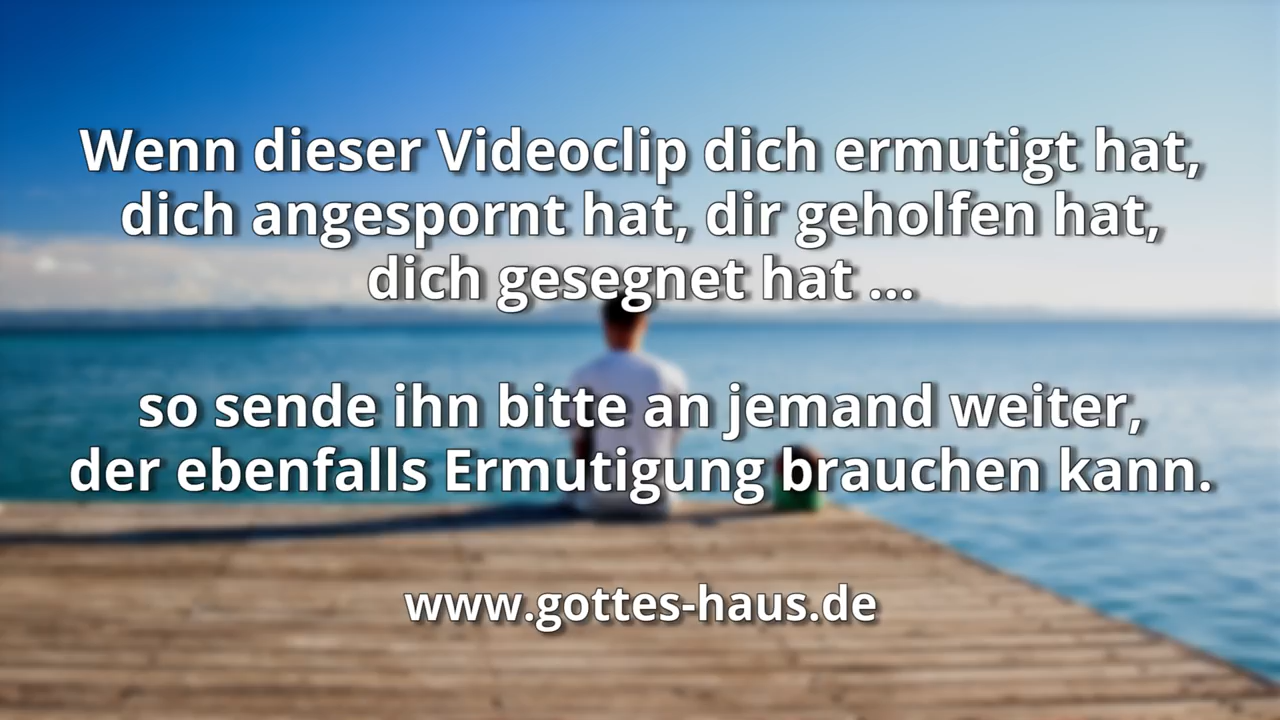 Wenn dieser Videoclip dich ermutigt hat,
dich angespornt hat, dir geholfen hat,
dich gesegnet hat ...
so sende ihn bitte an jemand weiter,
der ebenfalls Ermutigung brauchen kann.
www.gottes-haus.de